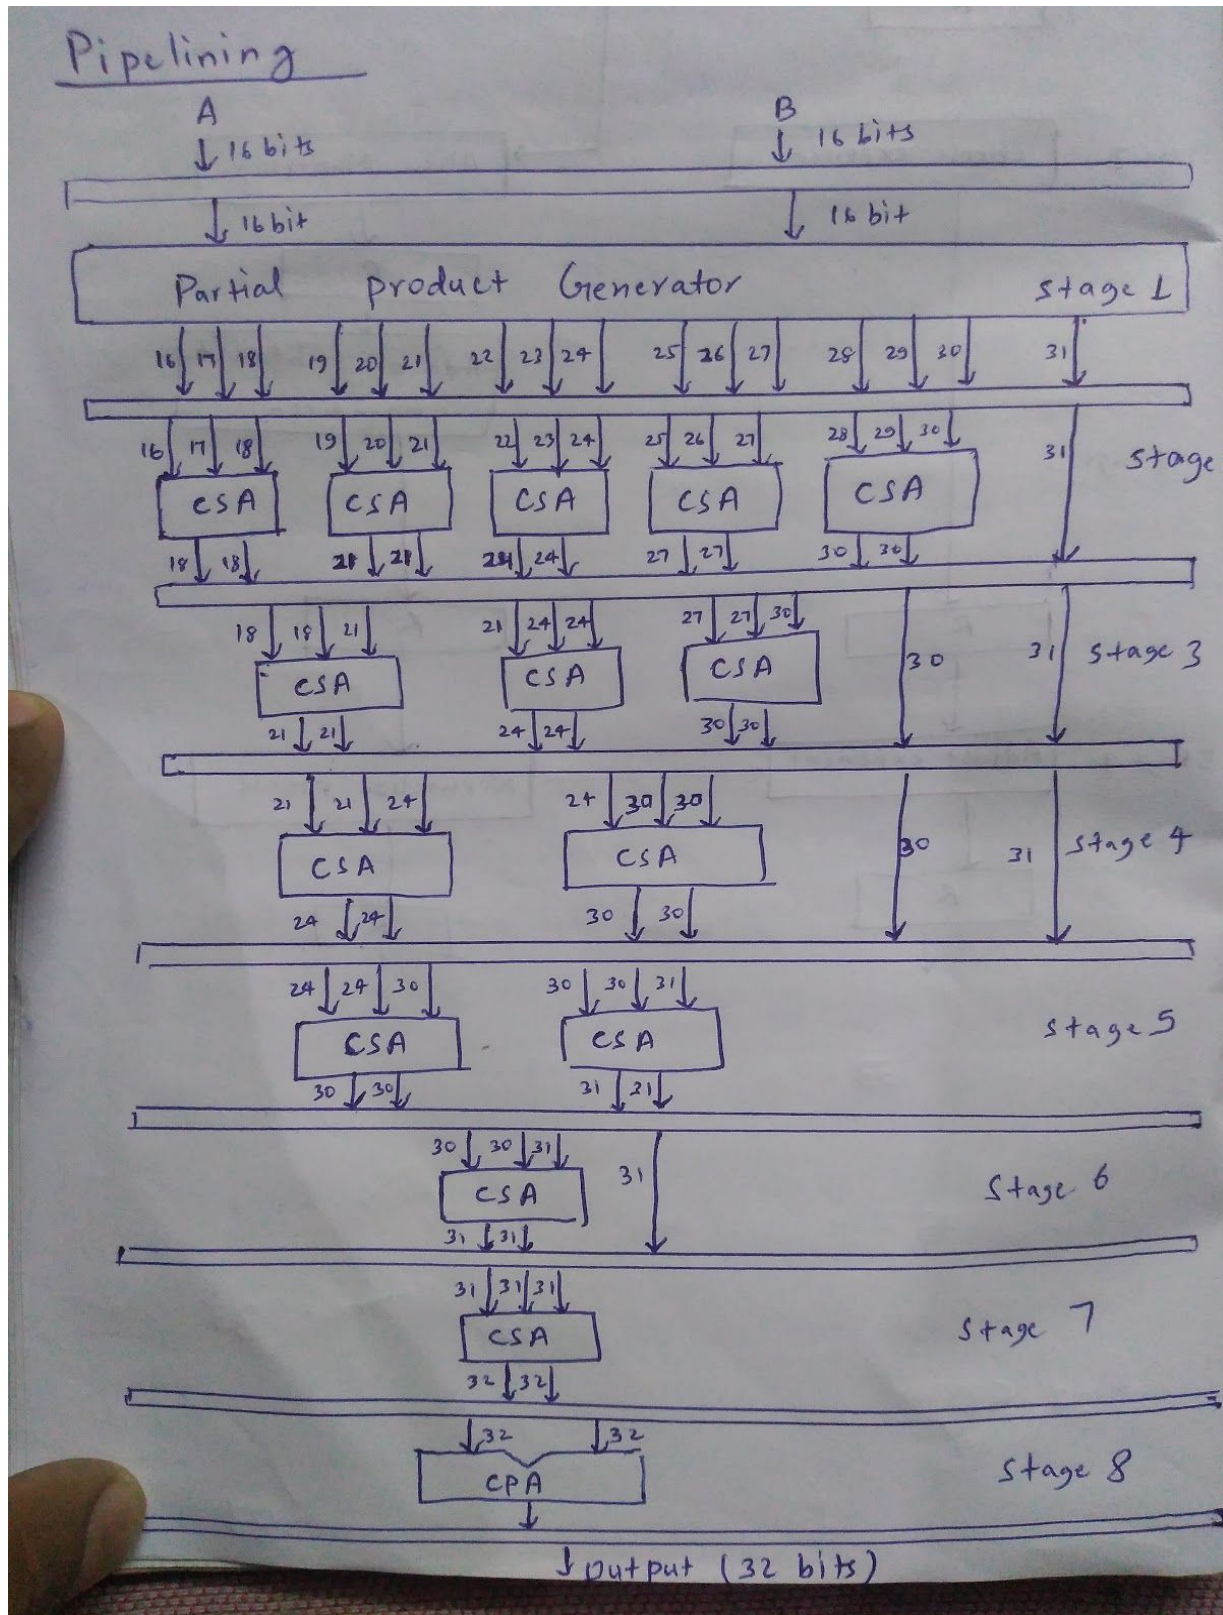 Pipelining
A B
16 bits 16 bits
16 bit 16 bit
Partial product Generator stage 1
16 17 18 19 20 21 22 23 24 25 26 27 28 29 30 31
16 17 18 19 20 21 22 23 24 25 26 27 28 29 30 31 stage
CSA CSA CSA CSA CSA
18 18 21 21 24 24 27 27 30 30
18 18 21 21 24 24 27 27 30 30 31 stage 3
CSA CSA CSA
21 21 24 24 30 30
21 21 24 24 30 30 30 31 stage 4
CSA CSA
24 24 30 30
24 24 30 30 30 31 stage 5
CSA CSA
30 30 31 31
30 30 31 31 stage 6
CSA
31 31
31 31 31 stage 7
CSA
32 32
32 32 stage 8
CPA
output (32 bits)